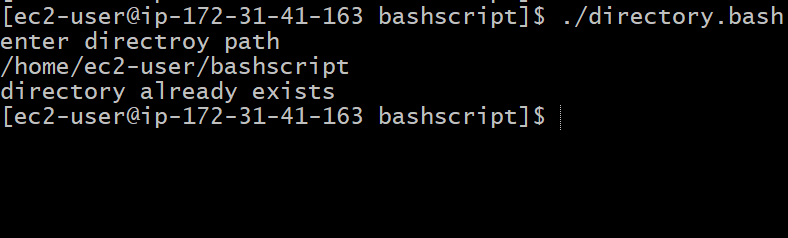 [ec2-user@ip-172-31-41-163 bashscript]$ ./directory.bash
enter directroy path
/home/ec2-user/bashscript
directory already exists
[ec2-user@ip-172-31-41-163 bashscript]$